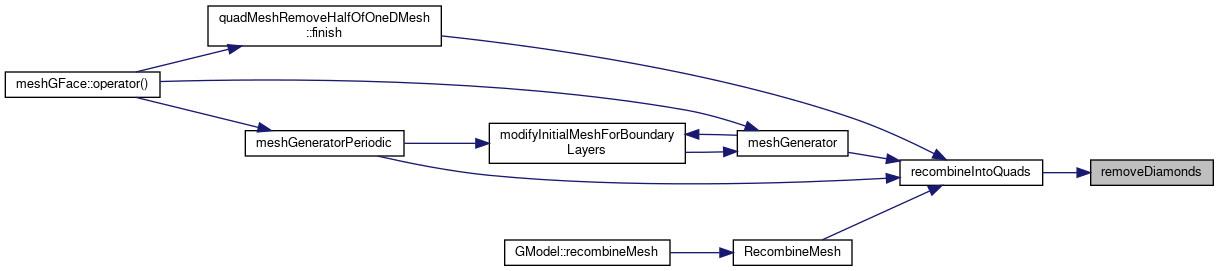 quadMeshRemoveHalfOfOneDMesh
::finish
meshGFace::operator()
meshGeneratorPeriodic
modifyInitialMeshForBoundary
Layers
meshGenerator
recombineIntoQuads
removeDiamonds
GModel::recombineMesh
RecombineMesh